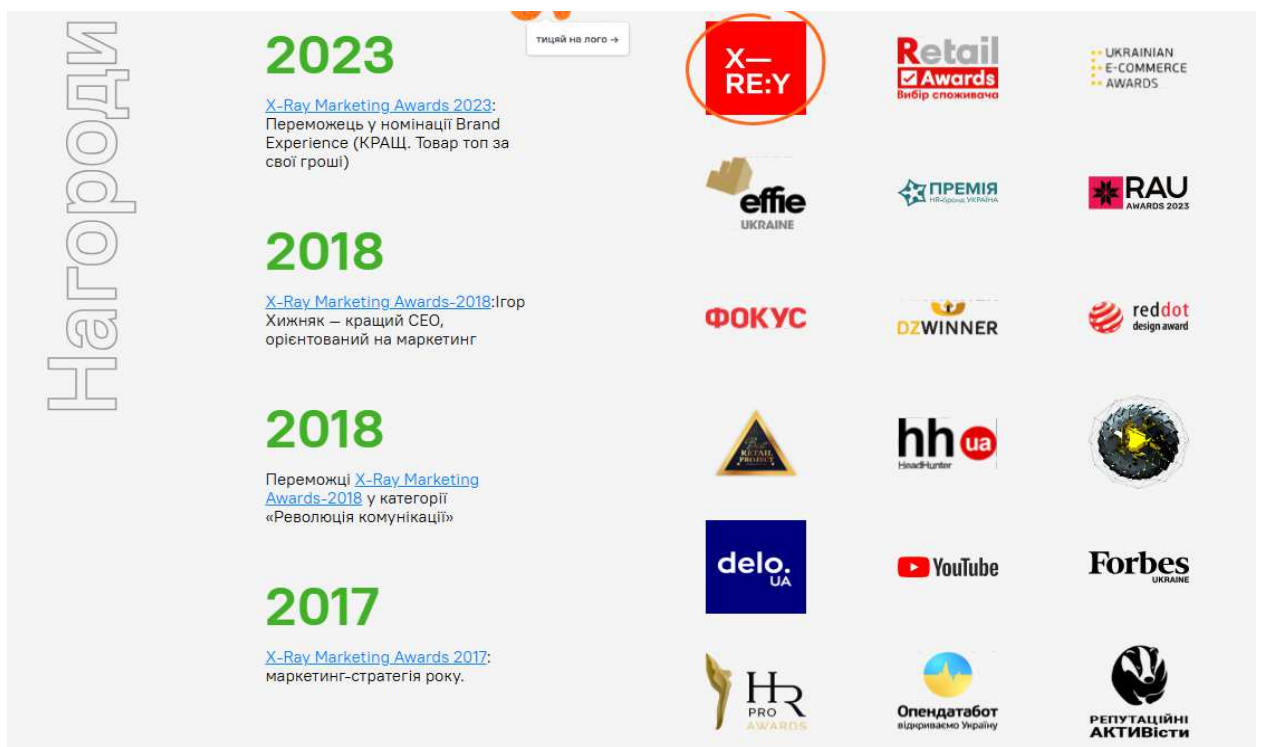 Нагороди
тицяй на лого →
2023
X-Ray Marketing Awards 2023:
Переможець у номінації Brand
Experience (КРАЩ. Товар топ за
свої гроші)
2018
X-Ray Marketing Awards-2018:Ігор
Хижняк — кращий CEO,
орієнтований на маркетинг
2018
Переможці X-Ray Marketing
Awards-2018 у категорії
«Революція комунікації»
2017
X-Ray Marketing Awards 2017:
маркетинг-стратегія року.
X—
RE:Y
Retail
Awards
Вибір споживача
UKRAINIAN
E-COMMERCE
AWARDS
effie
UKRAINE
ПРЕМІЯ
HR-бренд УКРАЇНА
RAU
AWARDS 2023
ФОКУС
DZWINNER
reddot
design award
Best
RETAIL
PROJECT
hh ua
HeadHunter
delo.
UA
YouTube
Forbes
UKRAINE
HR
PRO
AWARDS
Опендатабот
відкриваємо Україну
РЕПУТАЦІЙНІ
АКТИВісти